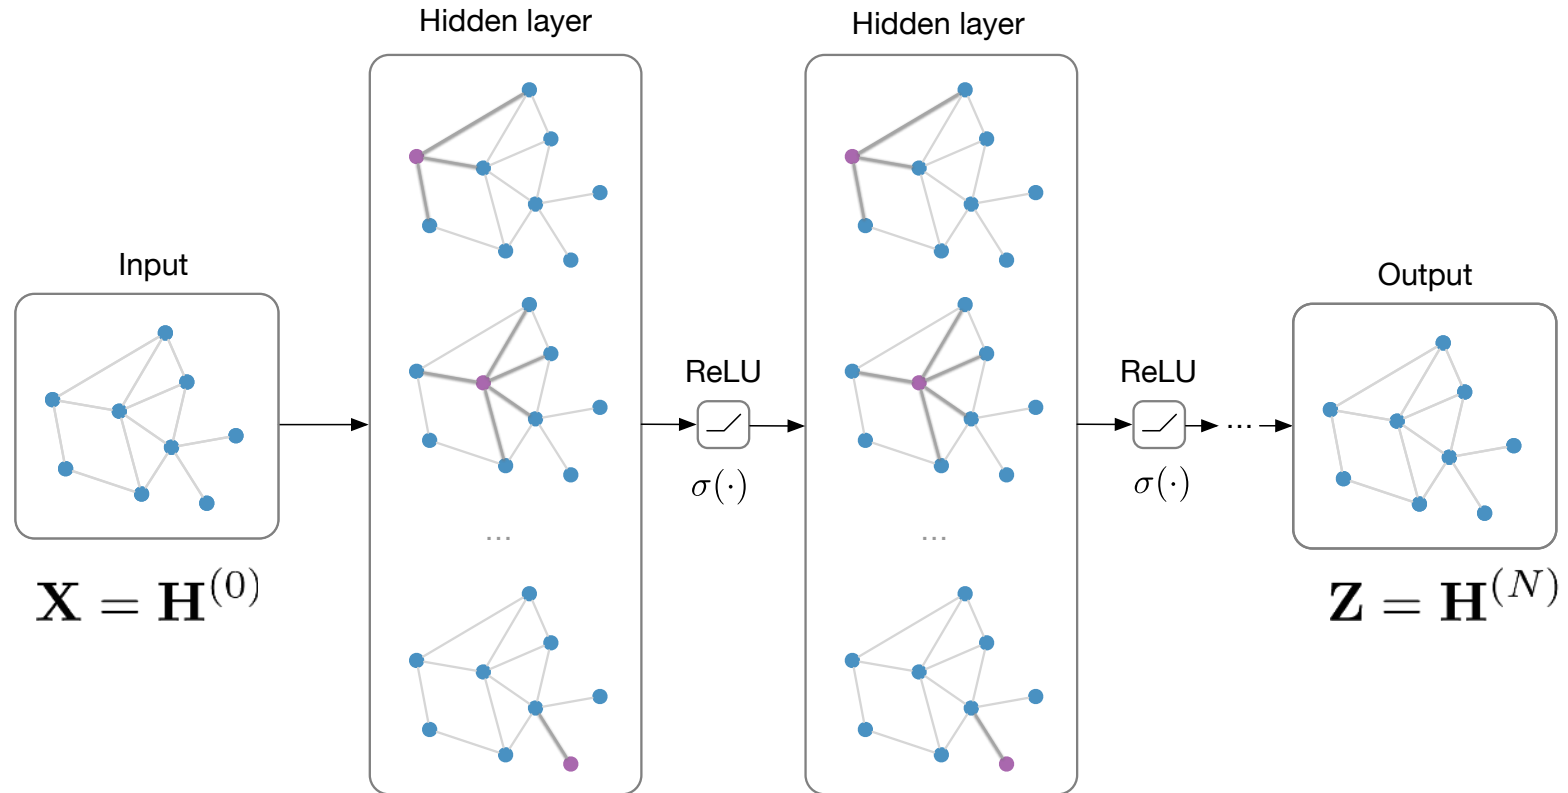 Hidden layer
Hidden layer
Input
Output
ReLU
ReLU
...
σ(·)
σ(·)
...
...
X = H^(0)
Z = H^(N)